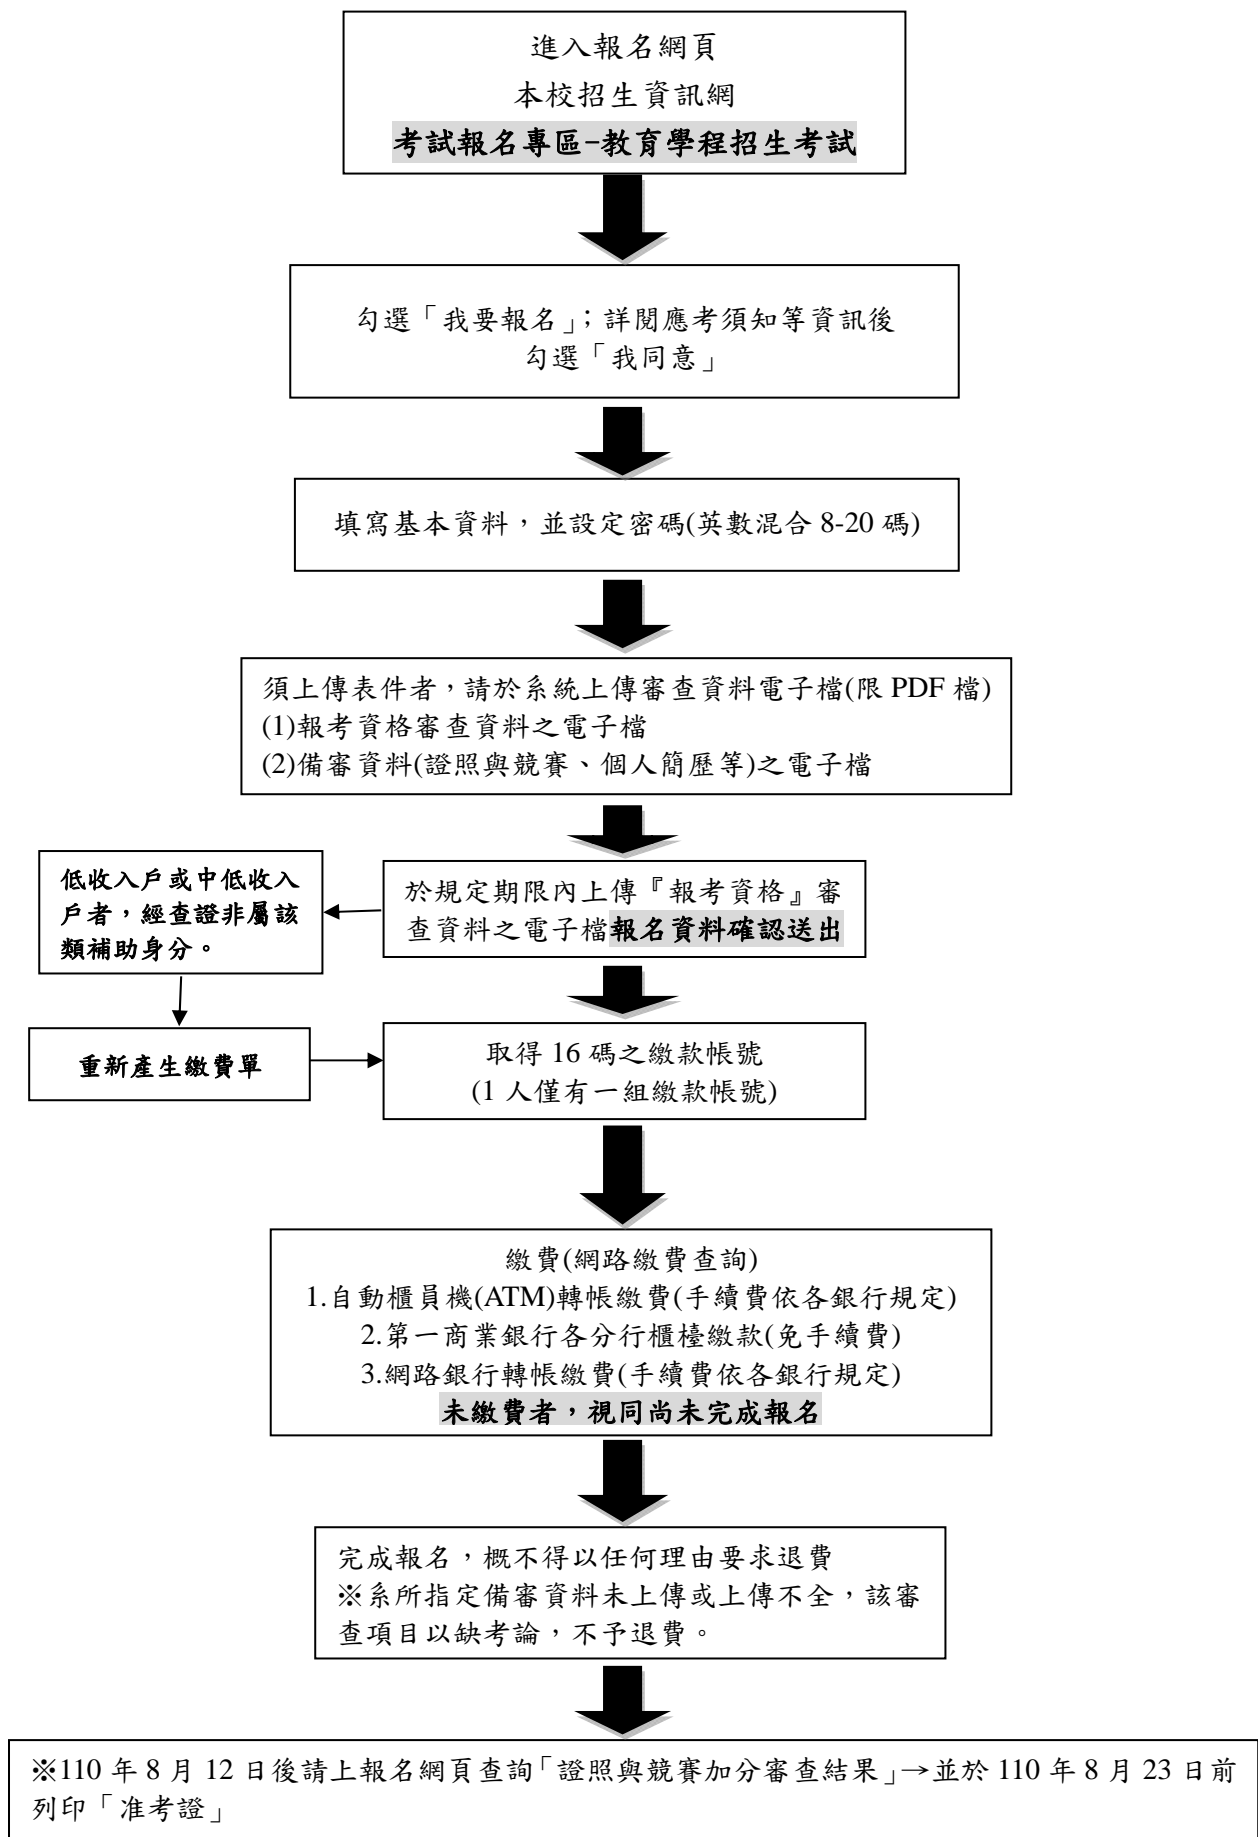 進入報名網頁
本校招生資訊網
考試報名專區-教育學程招生考試
勾選「我要報名」；詳閱應考須知等資訊後
勾選「我同意」
填寫基本資料，並設定密碼(英數混合 8-20 碼)
須上傳表件者，請於系統上傳審查資料電子檔(限 PDF 檔)
(1)報考資格審查資料之電子檔
(2)備審資料(證照與競賽、個人簡歷等)之電子檔
低收入戶或中低收入
戶者，經查證非屬該
類補助身分。
於規定期限內上傳『報考資格』審
查資料之電子檔報名資料確認送出
重新產生繳費單
取得 16 碼之繳款帳號
(1 人僅有一組繳款帳號)
繳費(網路繳費查詢)
1.自動櫃員機(ATM)轉帳繳費(手續費依各銀行規定)
2.第一商業銀行各分行櫃檯繳款(免手續費)
3.網路銀行轉帳繳費(手續費依各銀行規定)
未繳費者，視同尚未完成報名
完成報名，概不得以任何理由要求退費
※系所指定備審資料未上傳或上傳不全，該審
查項目以缺考論，不予退費。
※110 年 8 月 12 日後請上報名網頁查詢「證照與競賽加分審查結果」→並於 110 年 8 月 23 日前
列印「准考證」